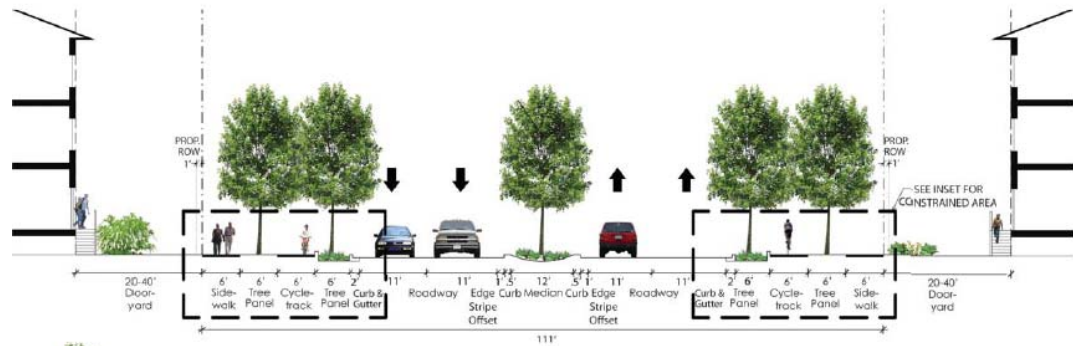 PROP.
ROW
1'
PROP.
ROW
1'
SEE INSET FOR
CONSTRAINED AREA
20-40' 6' 6' 6' 6' 2' 11' 11' 1' .5' 12' .5' 1' 11' 11' 2' 6' 6' 6' 6' 20-40'
Door-
yard
Side-
walk
Tree
Panel
Cycle-
track
Tree
Panel
Curb &
Gutter
Roadway
Edge
Stripe
Offset
Curb
Median
Curb
Edge
Stripe
Offset
Roadway
Curb &
Gutter
Tree
Panel
Cycle-
track
Tree
Panel
Side-
walk
Door-
yard
111'